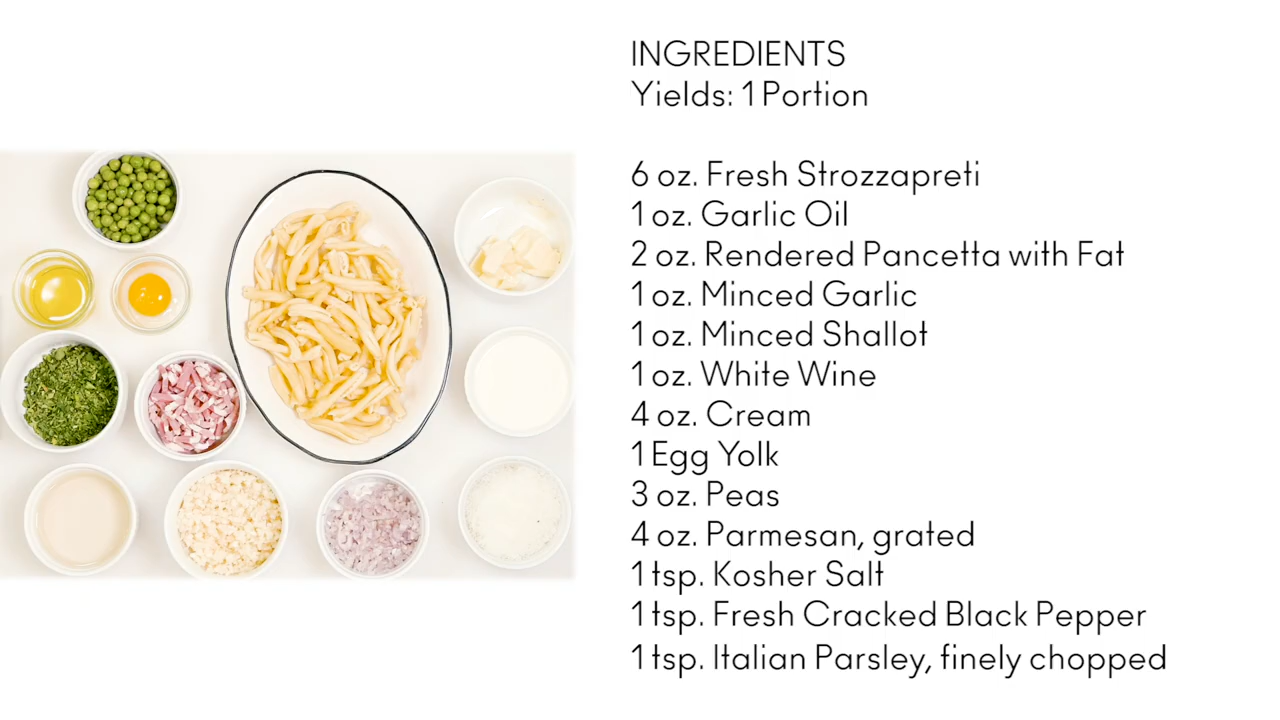 INGREDIENTS
Yields: 1 Portion
6 oz. Fresh Strozzapreti
1 oz. Garlic Oil
2 oz. Rendered Pancetta with Fat
1 oz. Minced Garlic
1 oz. Minced Shallot
1 oz. White Wine
4 oz. Cream
1 Egg Yolk
3 oz. Peas
4 oz. Parmesan, grated
1 tsp. Kosher Salt
1 tsp. Fresh Cracked Black Pepper
1 tsp. Italian Parsley, finely chopped